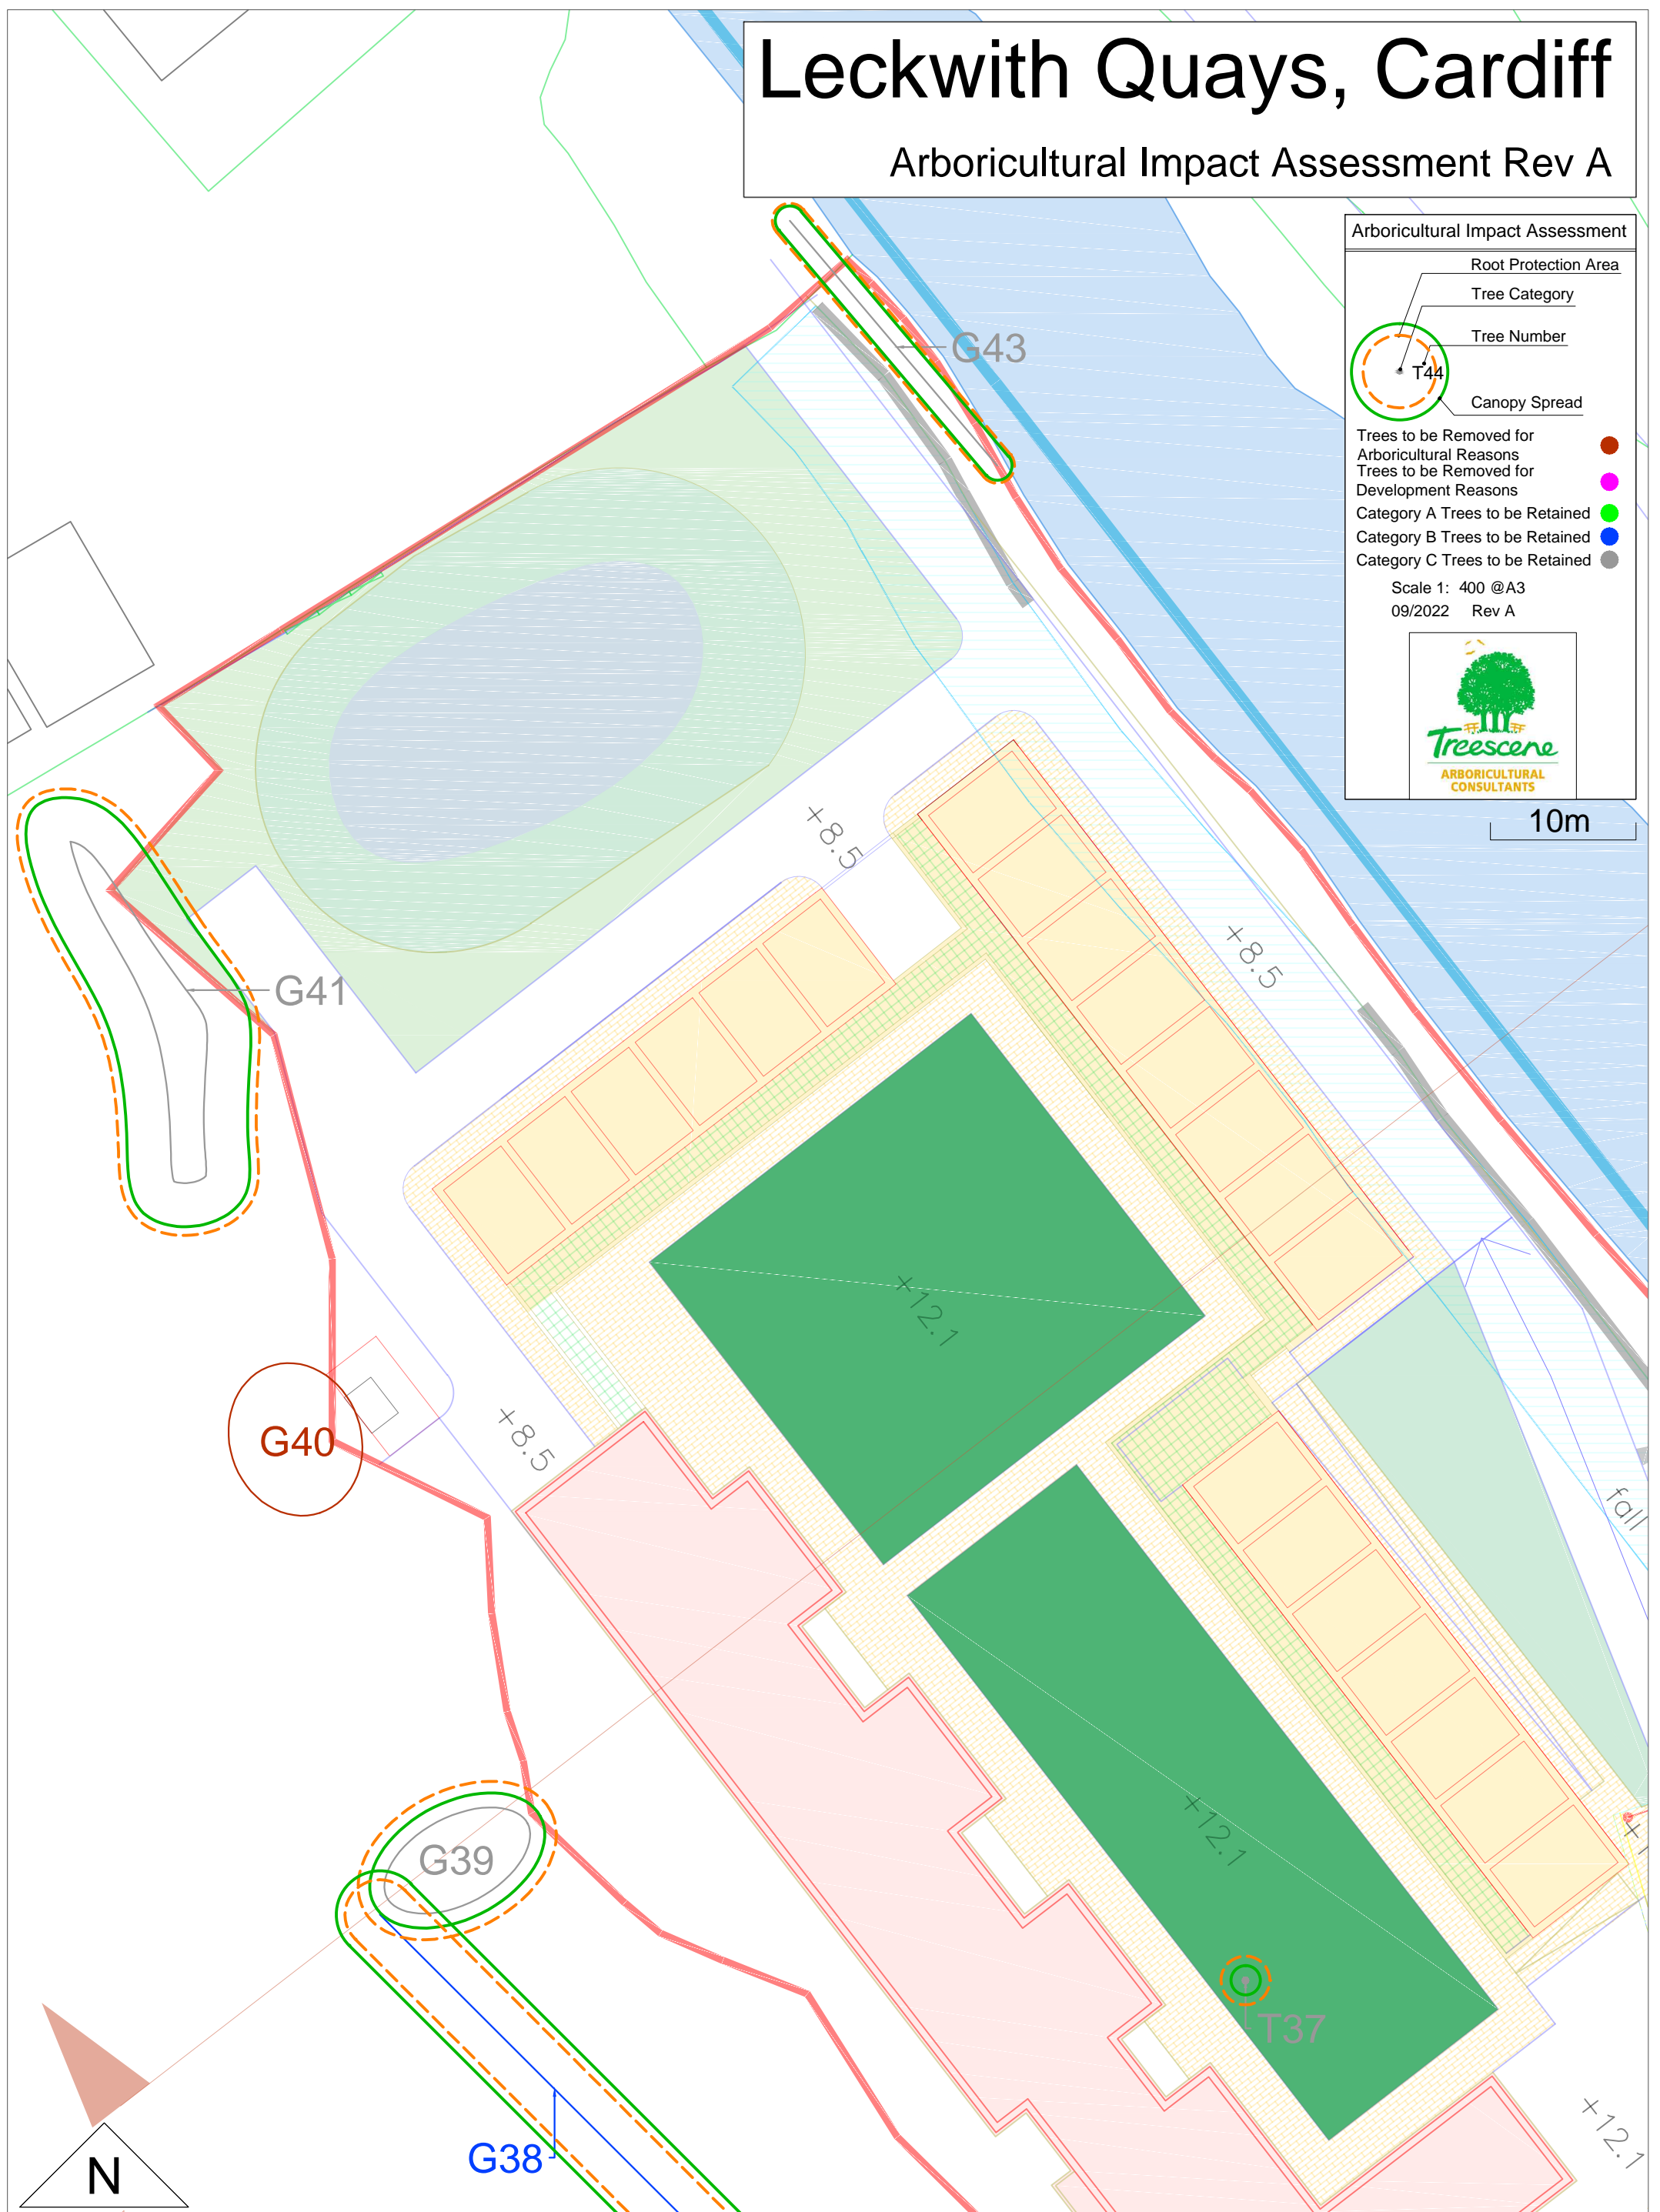 Leckwith Quays, Cardiff
Arboricultural Impact Assessment Rev A
Arboricultural Impact Assessment
Root Protection Area
Tree Category
Tree Number
T44
Canopy Spread
Trees to be Removed for
Arboricultural Reasons
Trees to be Removed for
Development Reasons
Category A Trees to be Retained
Category B Trees to be Retained
Category C Trees to be Retained
Scale 1: 400 @A3
09/2022 Rev A
Treescene
ARBORICULTURAL
CONSULTANTS
10m
G43
+8.5
+8.5
G41
+12.1
G40
+8.5
fall
+12.1
G39
T37
G38
+12.1
N